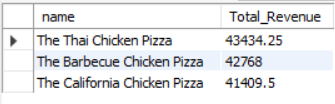 name Total_Revenue
The Thai Chicken Pizza 43434.25
The Barbecue Chicken Pizza 42768
The California Chicken Pizza 41409.5